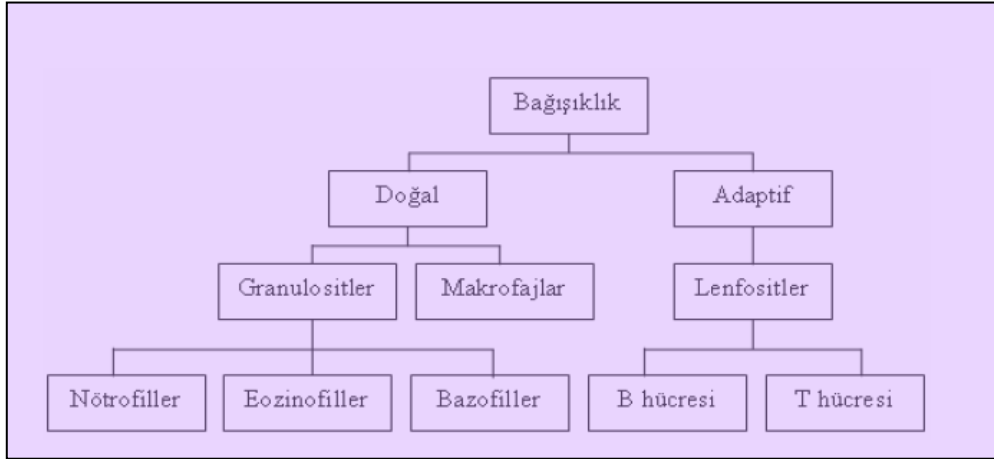 Bağışıklık
Doğal
Adaptif
Granulositler
Makrofajlar
Lenfositler
Nötrofiller
Eozinofiller
Bazofiller
B hücresi
T hücresi